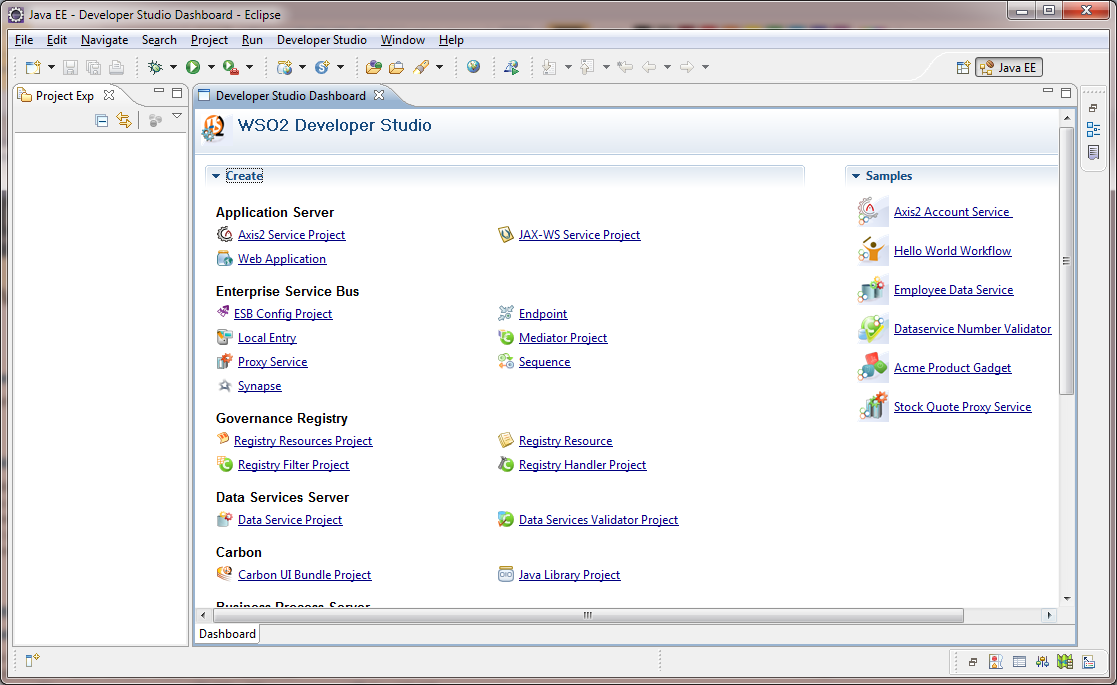 Java EE - Developer Studio Dashboard - Eclipse
File Edit Navigate Search Project Run Developer Studio Window Help
Java EE
Project Exp
Developer Studio Dashboard
WSO2 Developer Studio
Create
Application Server
Axis2 Service Project
JAX-WS Service Project
Web Application
Enterprise Service Bus
ESB Config Project
Endpoint
Local Entry
Mediator Project
Proxy Service
Sequence
Synapse
Governance Registry
Registry Resources Project
Registry Resource
Registry Filter Project
Registry Handler Project
Data Services Server
Data Service Project
Data Services Validator Project
Carbon
Carbon UI Bundle Project
Java Library Project
Business Process Server
Samples
Axis2 Account Service
Hello World Workflow
Employee Data Service
Dataservice Number Validator
Acme Product Gadget
Stock Quote Proxy Service
Dashboard